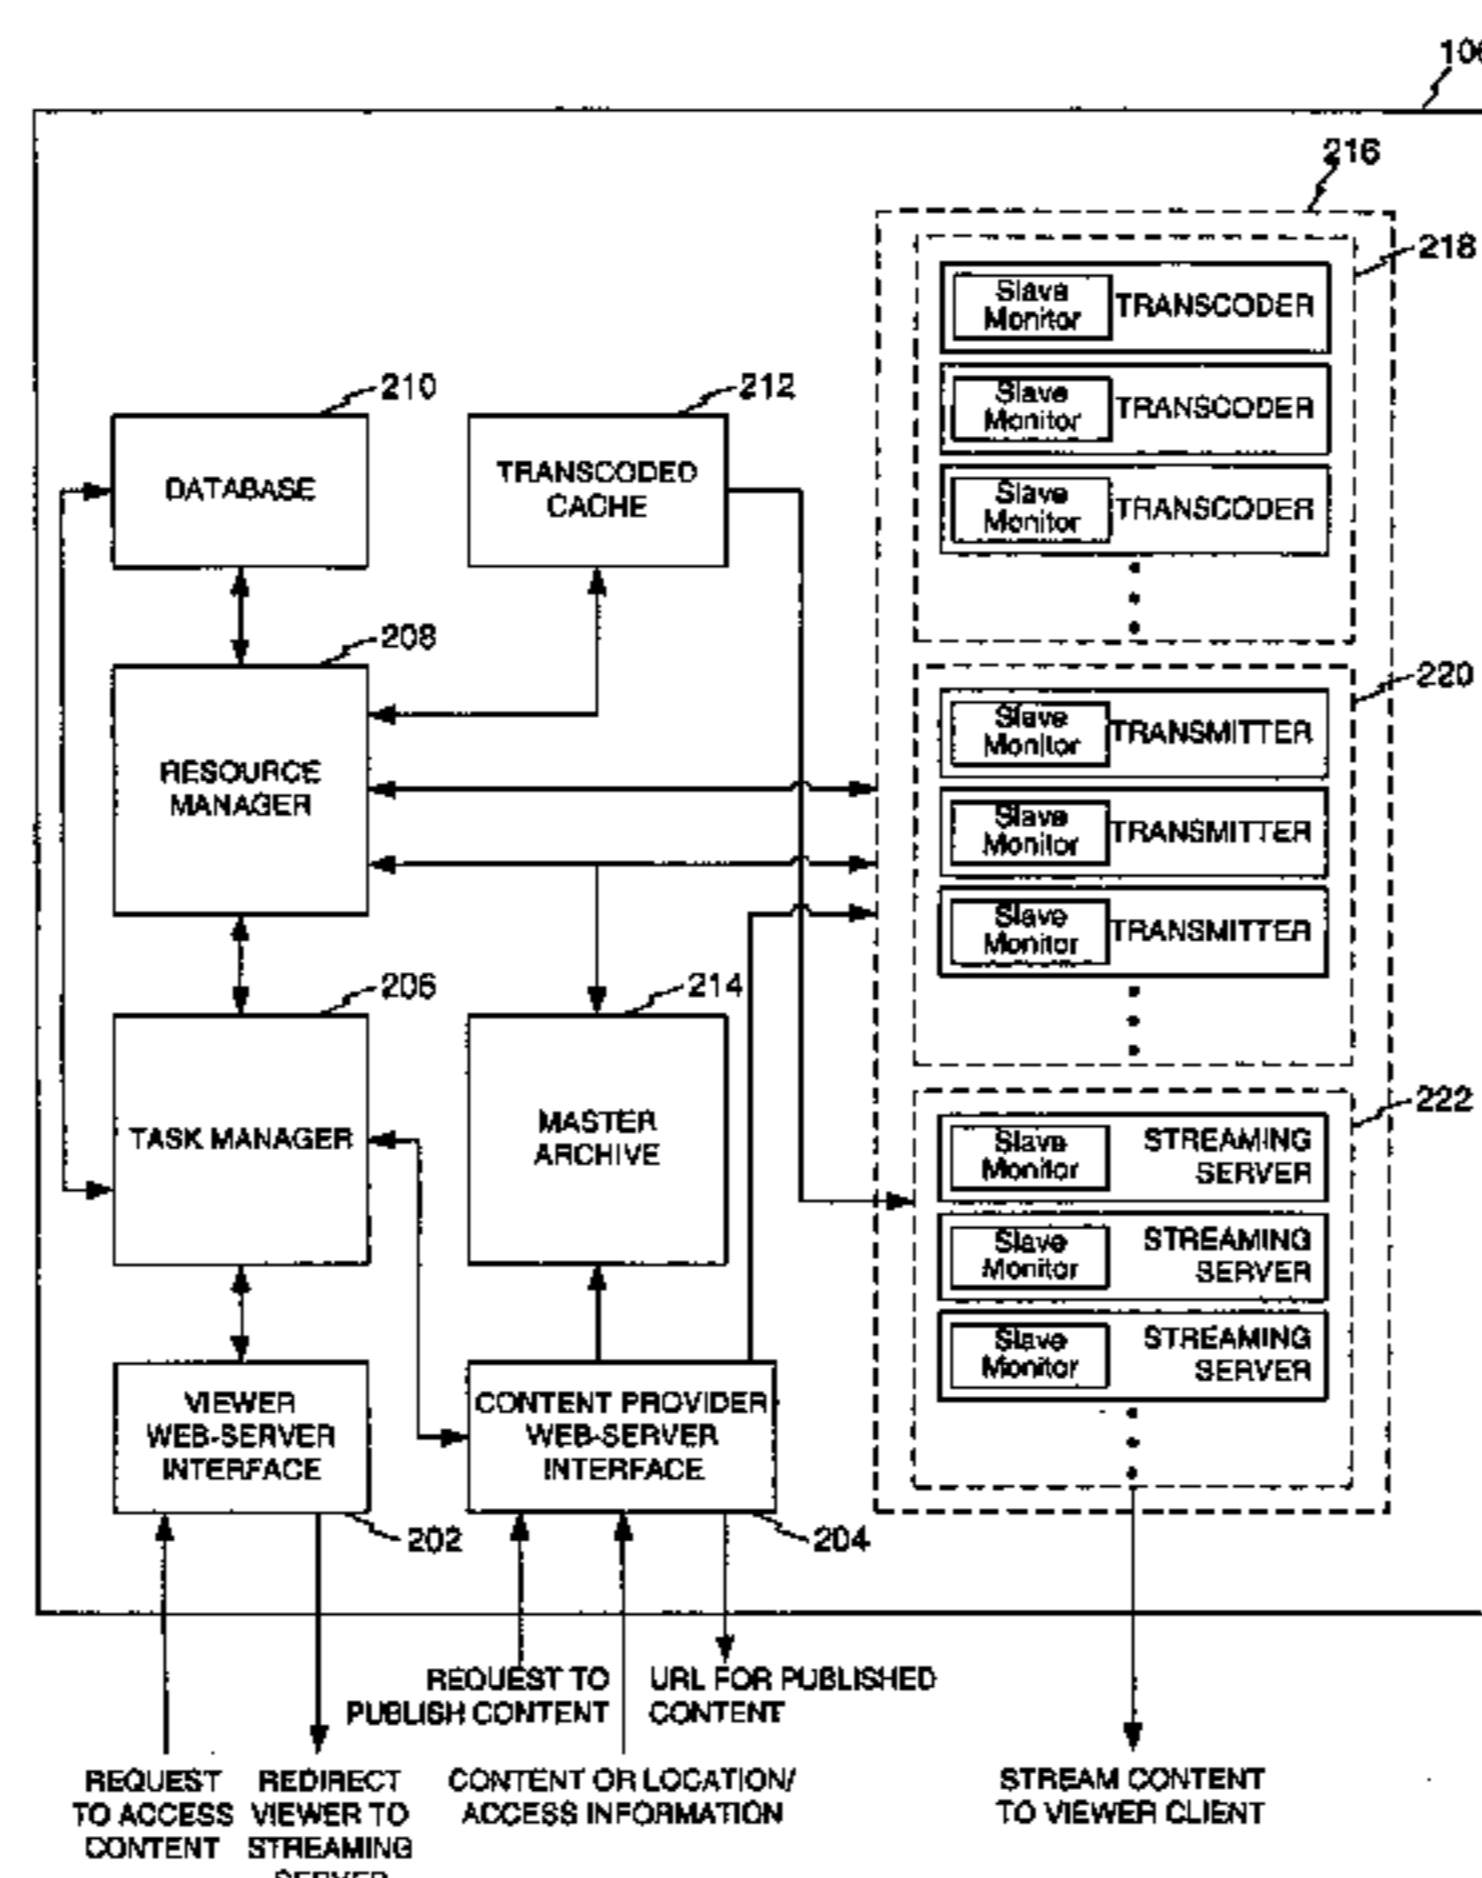 216
218
Slave
Monitor
TRANSCODER
Slave
Monitor
TRANSCODER
Slave
Monitor
TRANSCODER
210
212
DATABASE
TRANSCODED
CACHE
208
RESOURCE
MANAGER
220
Slave
Monitor
TRANSMITTER
Slave
Monitor
TRANSMITTER
Slave
Monitor
TRANSMITTER
206
214
TASK MANAGER
MASTER
ARCHIVE
222
Slave
Monitor
STREAMING
SERVER
Slave
Monitor
STREAMING
SERVER
Slave
Monitor
STREAMING
SERVER
VIEWER
WEB-SERVER
INTERFACE
CONTENT PROVIDER
WEB-SERVER
INTERFACE
202
204
REQUEST TO
PUBLISH CONTENT
URL FOR PUBLISHED
CONTENT
REQUEST
TO ACCESS
CONTENT
REDIRECT
VIEWER TO
STREAMING
SERVER
CONTENT OR LOCATION/
ACCESS INFORMATION
STREAM CONTENT
TO VIEWER CLIENT